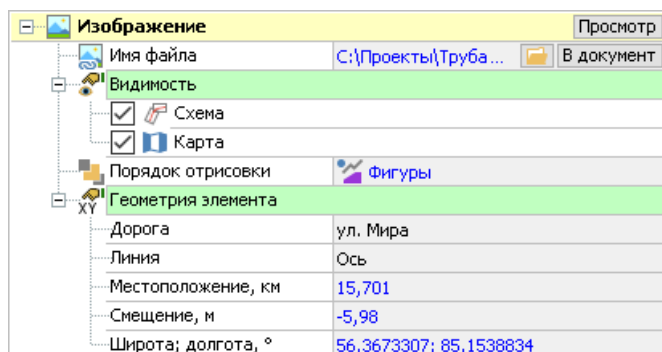 Изображение Просмотр
Имя файла C:\Проекты\Труба... В документ
Видимость
Схема
Карта
Порядок отрисовки Фигуры
XY Геометрия элемента
Дорога ул. Мира
Линия Ось
Местоположение, км 15,701
Смещение, м -5,98
Широта; долгота, ° 56.3673307; 85.1538834